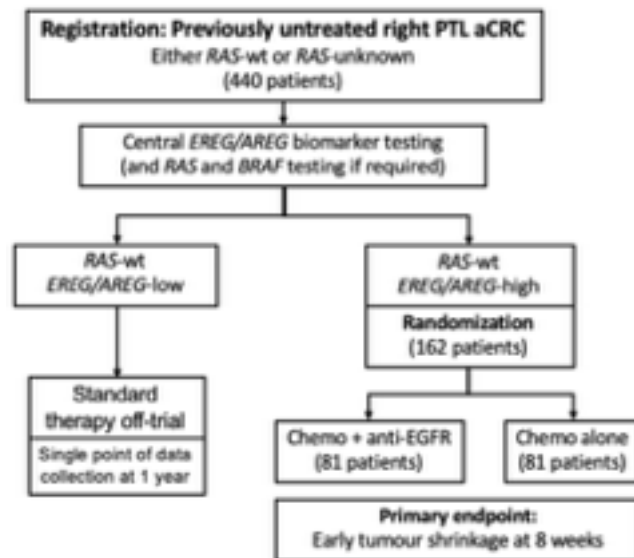 Registration: Previously untreated right PTL aCRC
Either RAS-wt or RAS-unknown
(440 patients)
Central EREG/AREG biomarker testing
(and RAS and BRAF testing if required)
RAS-wt
EREG/AREG-low
RAS-wt
EREG/AREG-high
Randomization
(162 patients)
Standard
therapy off-trial
Single point of data
collection at 1 year
Chemo + anti-EGFR
(81 patients)
Chemo alone
(81 patients)
Primary endpoint:
Early tumour shrinkage at 8 weeks